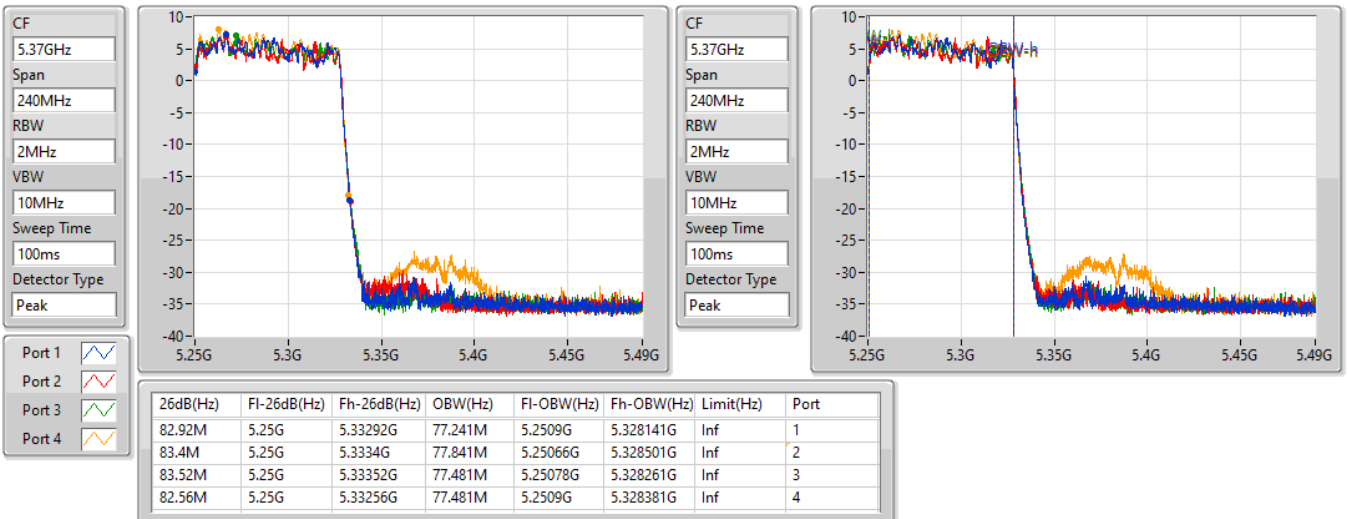 CF
5.37GHz
Span
240MHz
RBW
2MHz
VBW
10MHz
Sweep Time
100ms
Detector Type
Peak
10
5
0
-5
-10
-15
-20
-25
-30
-35
-40
5.25G 5.3G 5.35G 5.4G 5.45G 5.49G
CF
5.37GHz
Span
240MHz
RBW
2MHz
VBW
10MHz
Sweep Time
100ms
Detector Type
Peak
10
5
0
-5
-10
-15
-20
-25
-30
-35
-40
5.25G 5.3G 5.35G 5.4G 5.45G 5.49G
Port 1
Port 2
Port 3
Port 4
26dB(Hz) Fl-26dB(Hz) Fh-26dB(Hz) OBW(Hz) Fl-OBW(Hz) Fh-OBW(Hz) Limit(Hz) Port
82.92M 5.25G 5.33292G 77.241M 5.2509G 5.328141G Inf 1
83.4M 5.25G 5.3334G 77.841M 5.25066G 5.328501G Inf 2
83.52M 5.25G 5.33352G 77.481M 5.25078G 5.328261G Inf 3
82.56M 5.25G 5.33256G 77.481M 5.2509G 5.328381G Inf 4